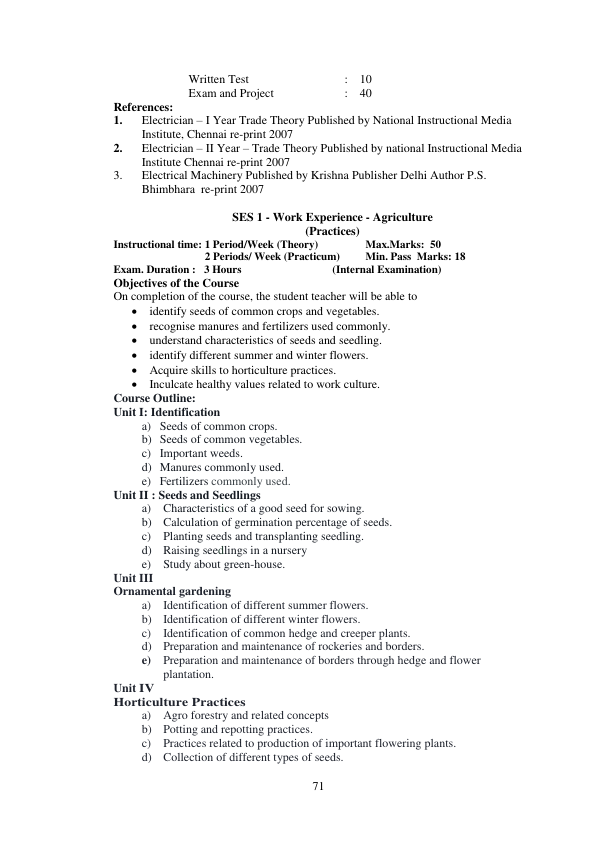 Written Test : 10
Exam and Project : 40
References:
1. Electrician – I Year Trade Theory Published by National Instructional Media
Institute, Chennai re-print 2007
2. Electrician – II Year – Trade Theory Published by national Instructional Media
Institute Chennai re-print 2007
3. Electrical Machinery Published by Krishna Publisher Delhi Author P.S.
Bhimbhara re-print 2007
SES 1 - Work Experience - Agriculture
(Practices)
Instructional time: 1 Period/Week (Theory) Max.Marks: 50
2 Periods/ Week (Practicum) Min. Pass Marks: 18
Exam. Duration : 3 Hours (Internal Examination)
Objectives of the Course
On completion of the course, the student teacher will be able to
• identify seeds of common crops and vegetables.
• recognise manures and fertilizers used commonly.
• understand characteristics of seeds and seedling.
• identify different summer and winter flowers.
• Acquire skills to horticulture practices.
• Inculcate healthy values related to work culture.
Course Outline:
Unit I: Identification
a) Seeds of common crops.
b) Seeds of common vegetables.
c) Important weeds.
d) Manures commonly used.
e) Fertilizers commonly used.
Unit II : Seeds and Seedlings
a) Characteristics of a good seed for sowing.
b) Calculation of germination percentage of seeds.
c) Planting seeds and transplanting seedling.
d) Raising seedlings in a nursery
e) Study about green-house.
Unit III
Ornamental gardening
a) Identification of different summer flowers.
b) Identification of different winter flowers.
c) Identification of common hedge and creeper plants.
d) Preparation and maintenance of rockeries and borders.
e) Preparation and maintenance of borders through hedge and flower
plantation.
Unit IV
Horticulture Practices
a) Agro forestry and related concepts
b) Potting and repotting practices.
c) Practices related to production of important flowering plants.
d) Collection of different types of seeds.
71